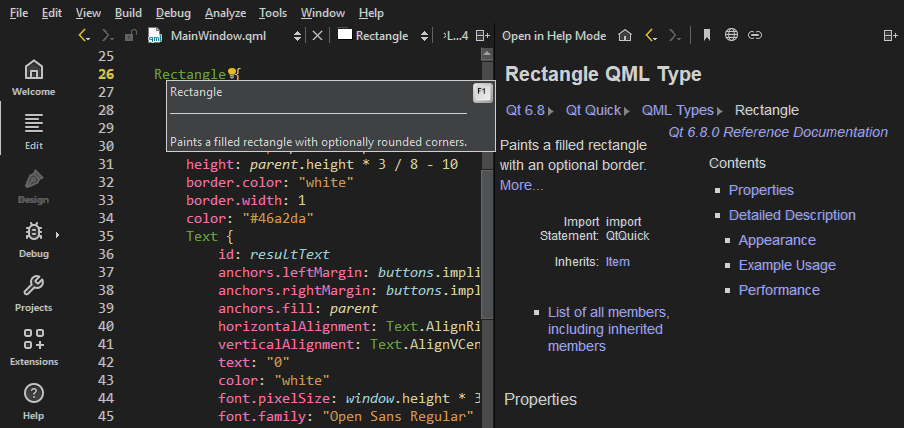 File Edit View Build Debug Analyze Tools Window Help
MainWindow.qml Rectangle L...4 Open in Help Mode
Welcome
Edit
Design
Debug
Projects
Extensions
Help
25
26 Rectangle {
27
28
29
30
31 height: parent.height * 3 / 8 - 10
32 border.color: "white"
33 border.width: 1
34 color: "#46a2da"
35 Text {
36 id: resultText
37 anchors.leftMargin: buttons.impli
38 anchors.rightMargin: buttons.impl
39 anchors.fill: parent
40 horizontalAlignment: Text.AlignRi
41 verticalAlignment: Text.AlignVCen
42 text: "0"
43 color: "white"
44 font.pixelSize: window.height * 3
45 font.family: "Open Sans Regular"
Rectangle F1
Paints a filled rectangle with optionally rounded corners.
Rectangle QML Type
Qt 6.8 Qt Quick QML Types Rectangle
Qt 6.8.0 Reference Documentation
Paints a filled rectangle
with an optional border.
More...
Import Statement: import QtQuick
Inherits: Item
List of all members,
including inherited
members
Contents
Properties
Detailed Description
Appearance
Example Usage
Performance
Properties